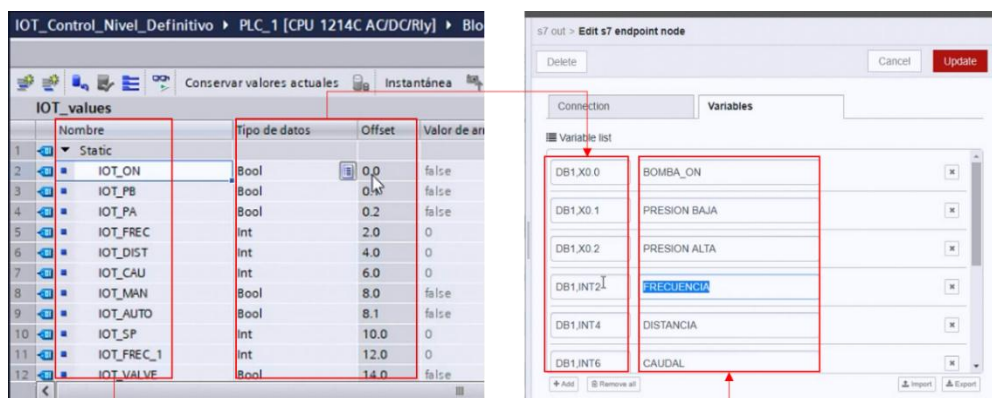 IOT_Control_Nivel_Definitivo ▸ PLC_1 [CPU 1214C AC/DC/Rly] ▸ Blo
Conservar valores actuales Instantánea
IOT_values
Nombre Tipo de datos Offset Valor de arr
1 Static
2 IOT_ON Bool 0.0 false
3 IOT_PB Bool false
4 IOT_PA Bool 0.2 false
5 IOT_FREC Int 2.0 0
6 IOT_DIST Int 4.0 0
7 IOT_CAU Int 6.0 0
8 IOT_MAN Bool 8.0 false
9 IOT_AUTO Bool 8.1 false
10 IOT_SP Int 10.0 0
11 IOT_FREC_1 Int 12.0 0
12 IOT_VALVE Bool 14.0 false
s7 out > Edit s7 endpoint node
Delete Cancel Update
Connection Variables
Variable list
DB1,X0.0 BOMBA_ON
DB1,X0.1 PRESION BAJA
DB1,X0.2 PRESION ALTA
DB1,INT2 FRECUENCIA
DB1,INT4 DISTANCIA
DB1,INT6 CAUDAL
+ Add Remove all Import Export